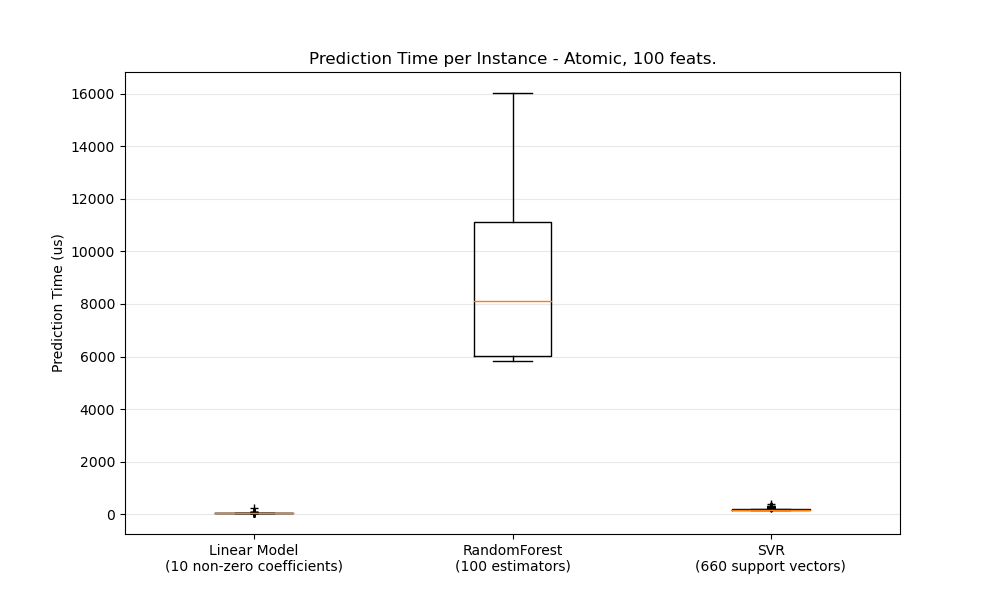 Prediction Time per Instance - Atomic, 100 feats.
Prediction Time (us)
16000
14000
12000
10000
8000
6000
4000
2000
0
Linear Model
(10 non-zero coefficients)
RandomForest
(100 estimators)
SVR
(660 support vectors)